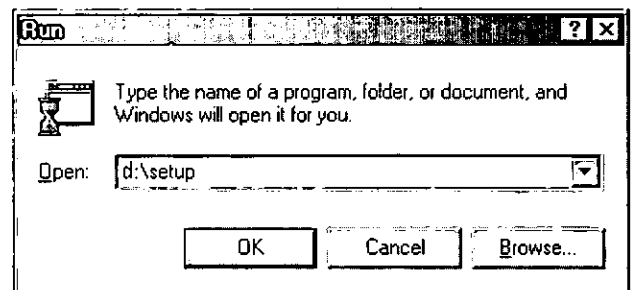 Run ? ×
Type the name of a program, folder, or document, and
Windows will open it for you.
Open: d:\setup
OK Cancel Browse...